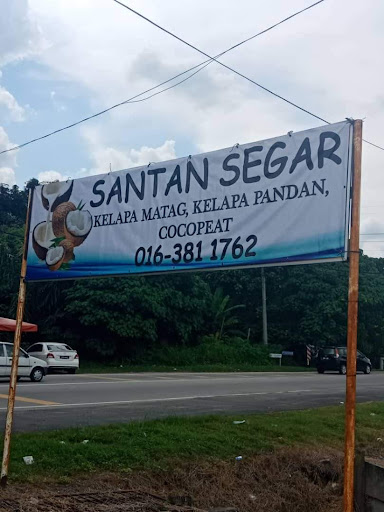 SANTAN SEGAR
KELAPA MATAG, KELAPA PANDAN,
COCOPEAT
016-381 1762